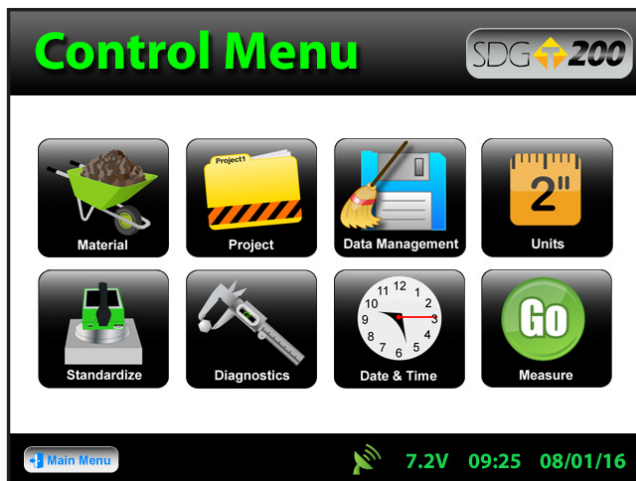 Control Menu
SDG T 200
Project1
2"
Material
Project
Data Management
Units
12
11 1
10 2
9 3
8 4
7 5
6
Go
Standardize
Diagnostics
Date & Time
Measure
Main Menu
7.2V 09:25 08/01/16